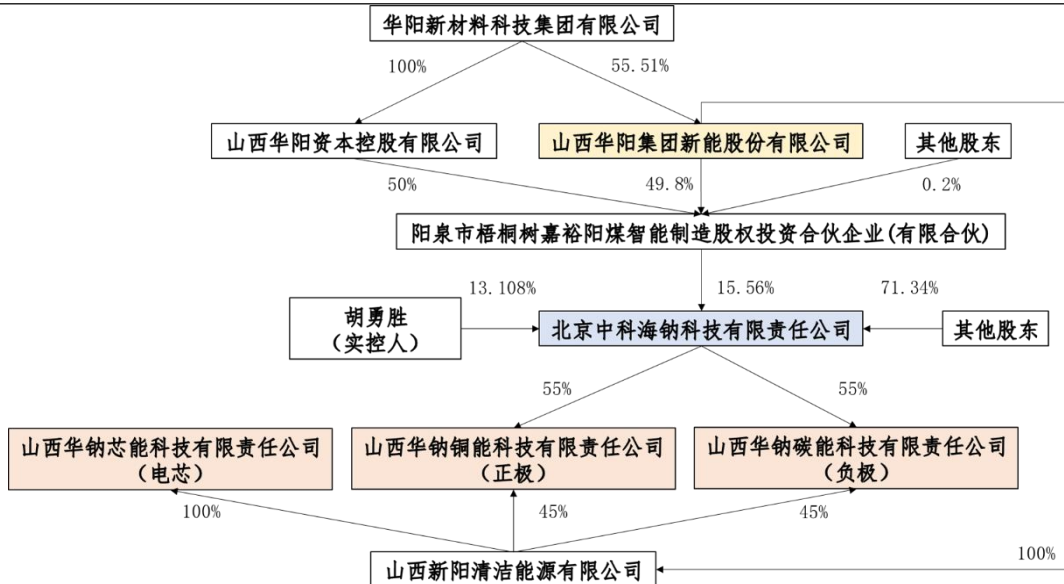 华阳新材料科技集团有限公司
100%
55.51%
山西华阳资本控股有限公司
山西华阳集团新能股份有限公司
其他股东
50%
49.8%
0.2%
阳泉市梧桐树嘉裕阳煤智能制造股权投资合伙企业(有限合伙)
13.108%
15.56%
71.34%
胡勇胜
（实控人）
北京中科海钠科技有限责任公司
其他股东
55%
55%
山西华钠芯能科技有限责任公司
（电芯）
山西华钠铜能科技有限责任公司
（正极）
山西华钠碳能科技有限责任公司
（负极）
100%
45%
45%
山西新阳清洁能源有限公司
100%